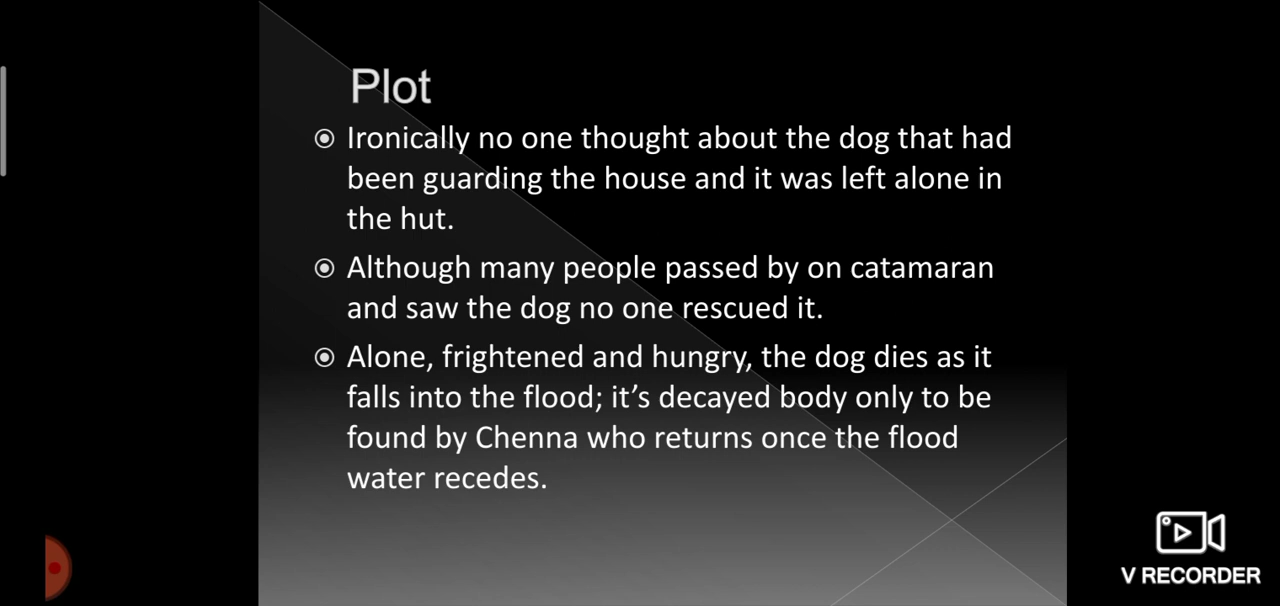 Plot
Ironically no one thought about the dog that had
been guarding the house and it was left alone in
the hut.
Although many people passed by on catamaran
and saw the dog no one rescued it.
Alone, frightened and hungry, the dog dies as it
falls into the flood; it’s decayed body only to be
found by Chenna who returns once the flood
water recedes.
V RECORDER